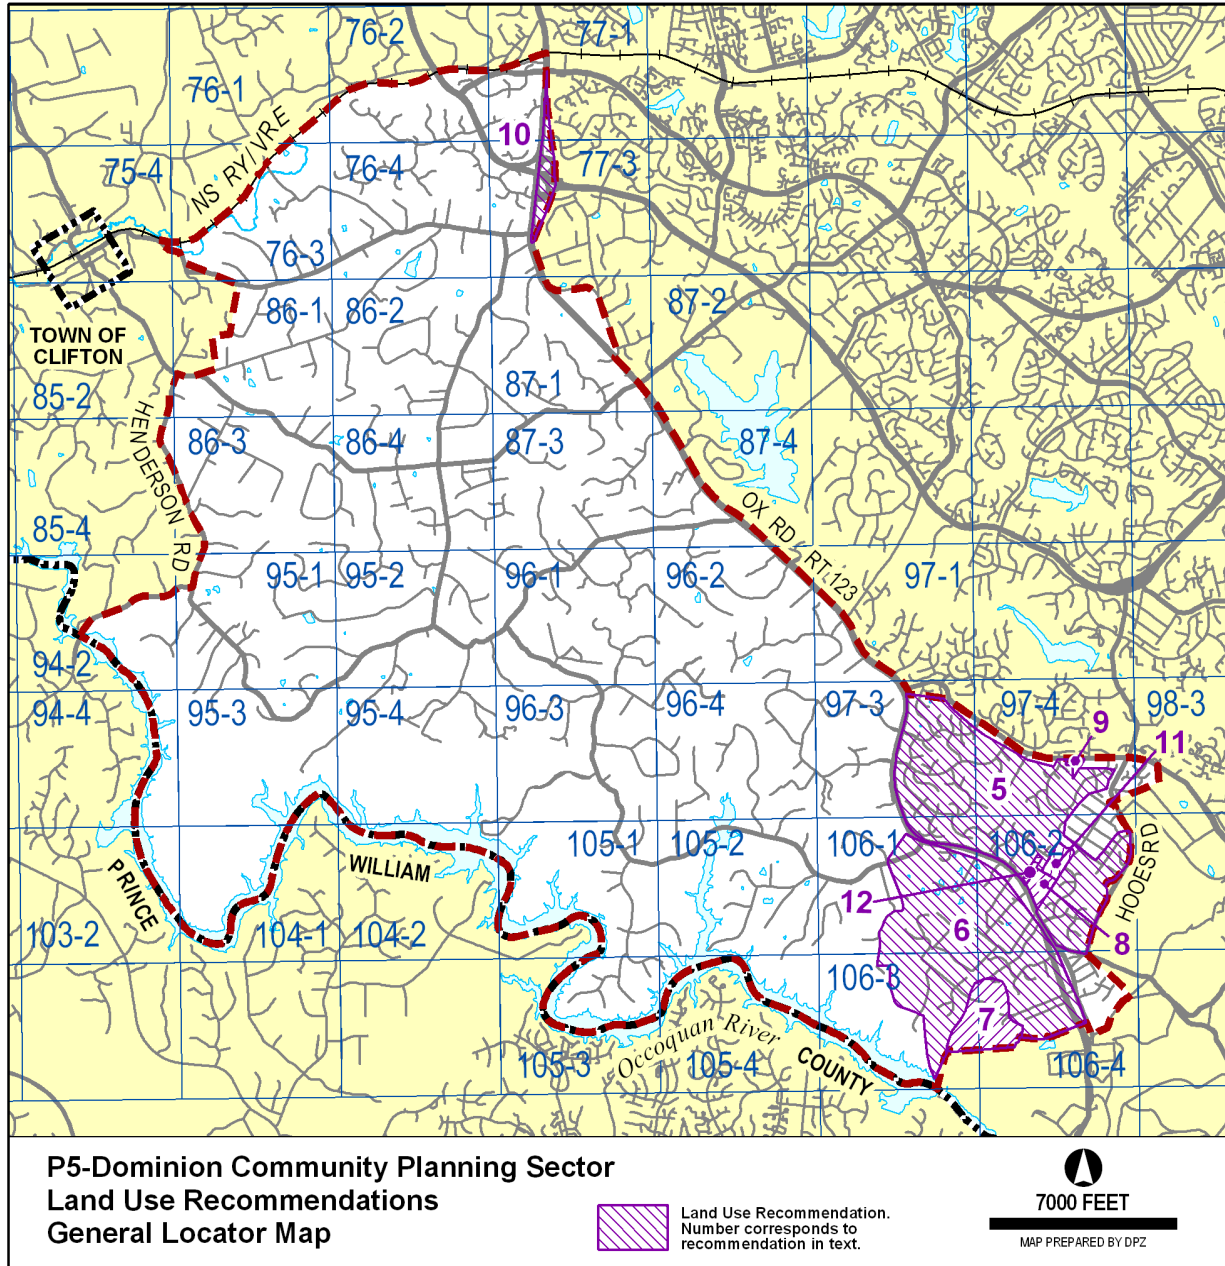 76-2
77-1
76-1
NS RY/VRE
10
75-4
76-4
77-3
76-3
86-1
86-2
87-2
TOWN OF
CLIFTON
85-2
87-1
HENDERSON RD
86-3
86-4
87-3
87-4
OX RD RT.123
85-4
95-1
95-2
96-1
96-2
97-1
94-2
94-4
95-3
95-4
96-3
96-4
97-3
97-4
98-3
9
11
5
105-1
105-2
106-1
106-2
HOOES RD
PRINCE
WILLIAM
COUNTY
12
103-2
104-1
104-2
6
8
106-3
7
105-3
Occoquan River
105-4
106-4
P5-Dominion Community Planning Sector
Land Use Recommendations
General Locator Map
Land Use Recommendation.
Number corresponds to
recommendation in text.
7000 FEET
MAP PREPARED BY DPZ